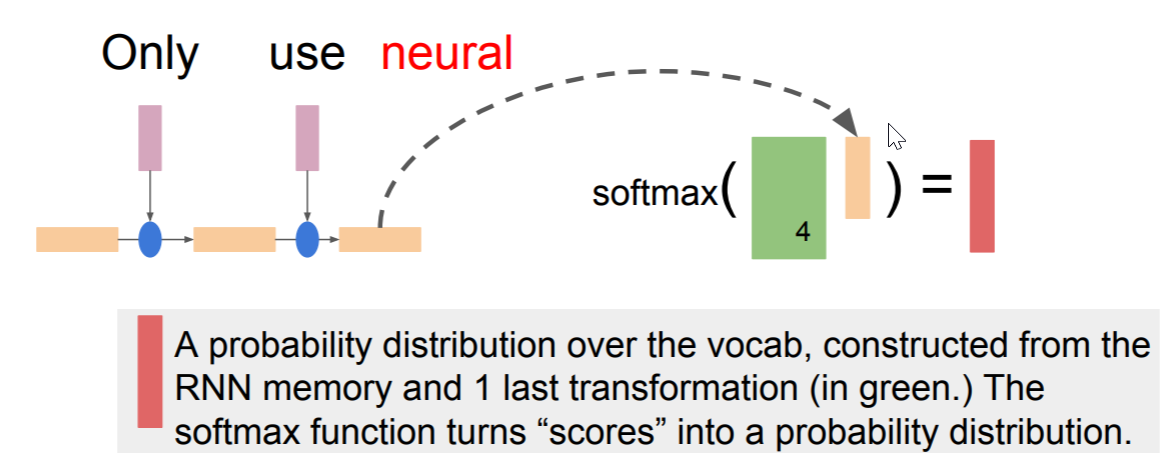 Only use neural
softmax( 4 ) =
A probability distribution over the vocab, constructed from the
RNN memory and 1 last transformation (in green.) The
softmax function turns “scores” into a probability distribution.